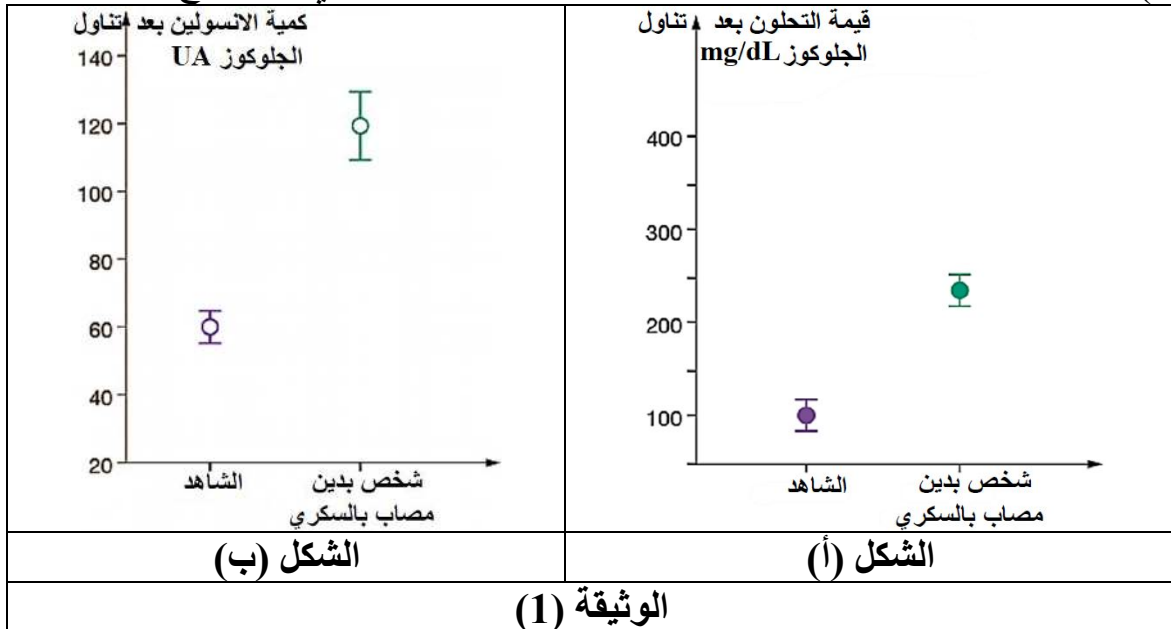 قيمة التحلون بعد تناول
الجلوكوز mg/dL
400
300
200
100
الشاهد
شخص بدين
مصاب بالسكري
الشكل (أ)
كمية الانسولين بعد تناول
الجلوكوز UA
140
120
100
80
60
40
20
الشاهد
شخص بدين
مصاب بالسكري
الشكل (ب)
الوثيقة (1)